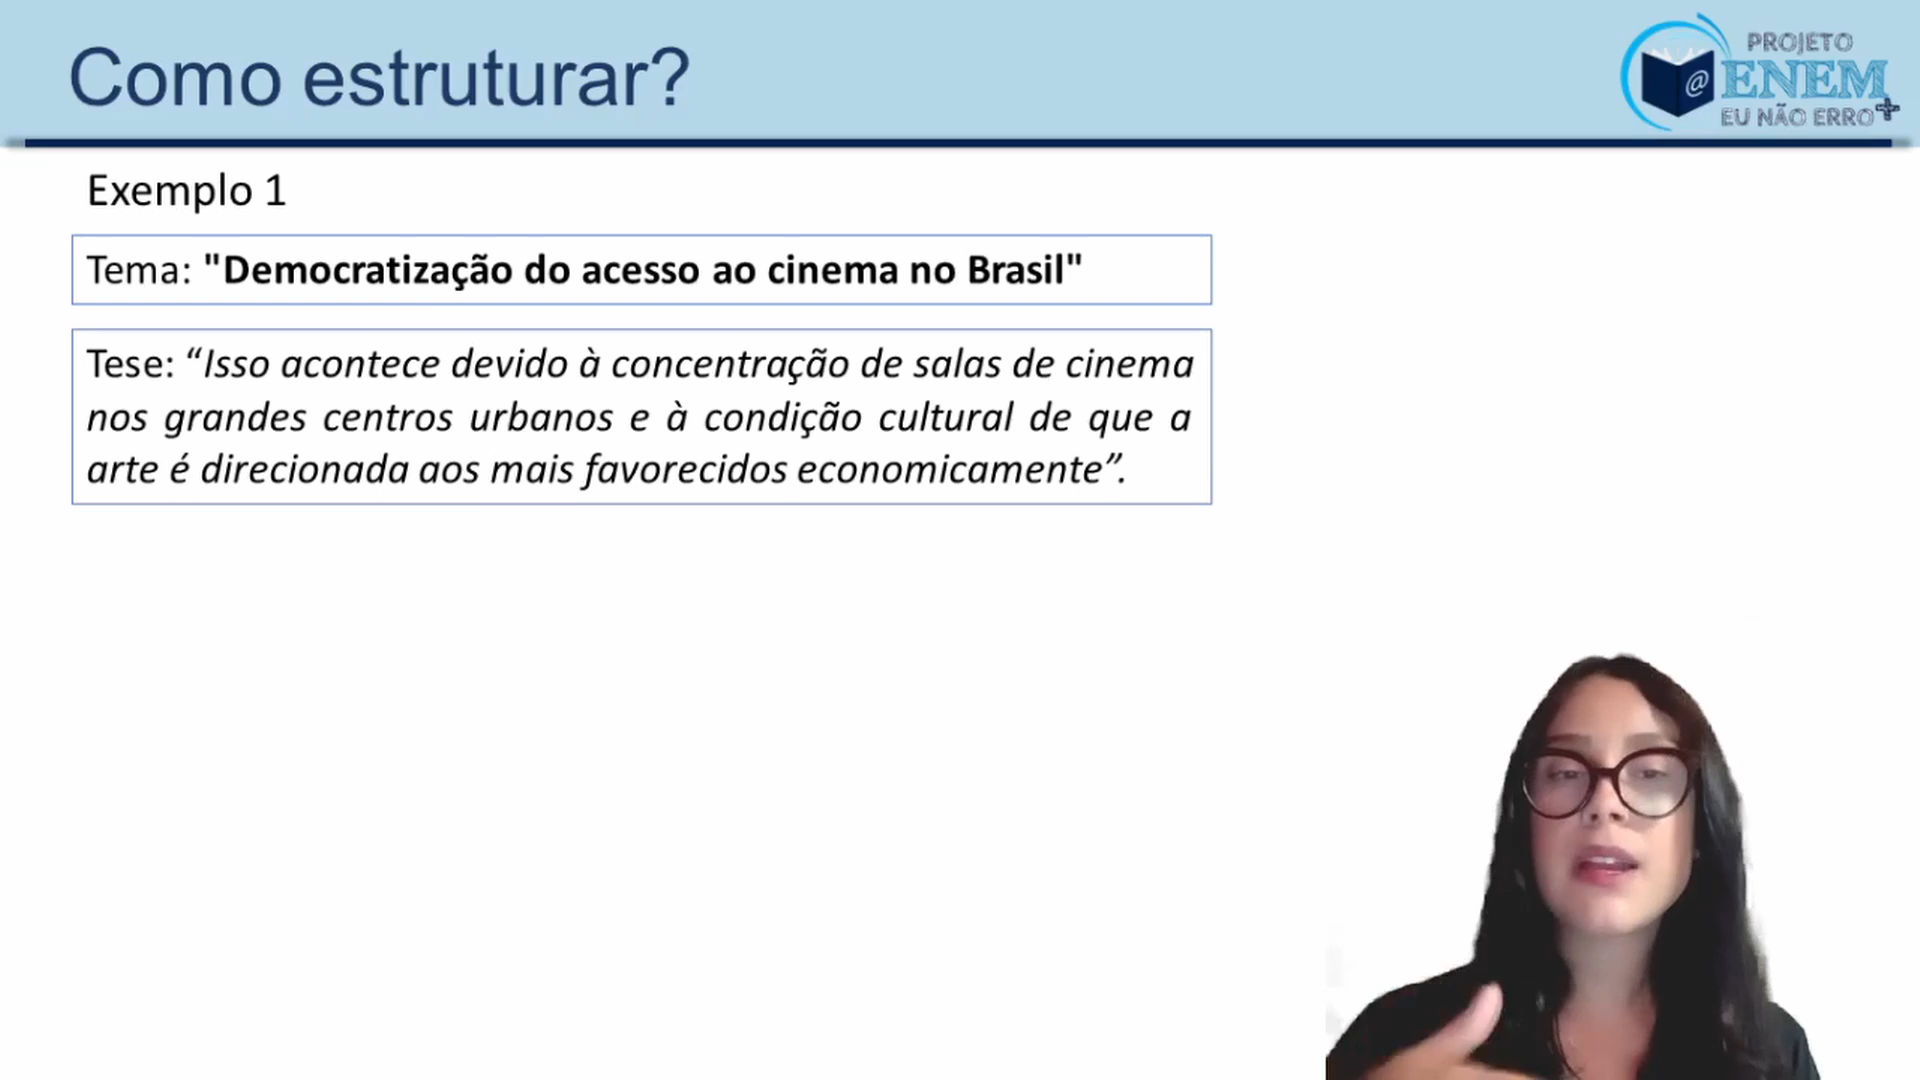 Como estruturar?
PROJETO
@ENEM
EU NÃO ERRO+
Exemplo 1
Tema: "Democratização do acesso ao cinema no Brasil"
Tese: “Isso acontece devido à concentração de salas de cinema
nos grandes centros urbanos e à condição cultural de que a
arte é direcionada aos mais favorecidos economicamente”.